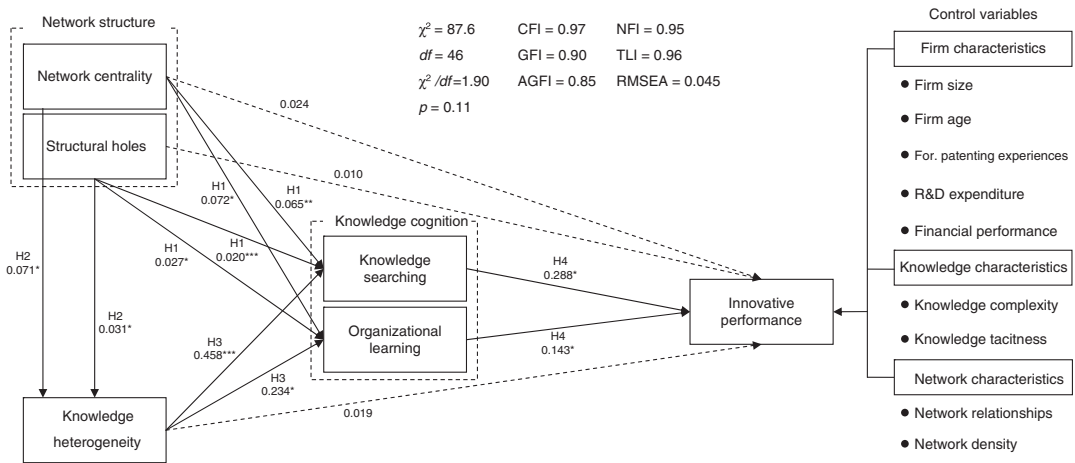 Network structure
Network centrality
Structural holes
χ² = 87.6 CFI = 0.97 NFI = 0.95
df = 46 GFI = 0.90 TLI = 0.96
χ² /df=1.90 AGFI = 0.85 RMSEA = 0.045
p = 0.11
0.024
0.010
H1
0.072*
H1
0.065**
H1
0.027*
H1
0.020***
H2
0.071*
H2
0.031*
Knowledge cognition
Knowledge
searching
Organizational
learning
H3
0.458***
H3
0.234*
H4
0.288*
H4
0.143*
0.019
Knowledge
heterogeneity
Innovative
performance
Control variables
Firm characteristics
● Firm size
● Firm age
● For. patenting experiences
● R&D expenditure
● Financial performance
Knowledge characteristics
● Knowledge complexity
● Knowledge tacitness
Network characteristics
● Network relationships
● Network density